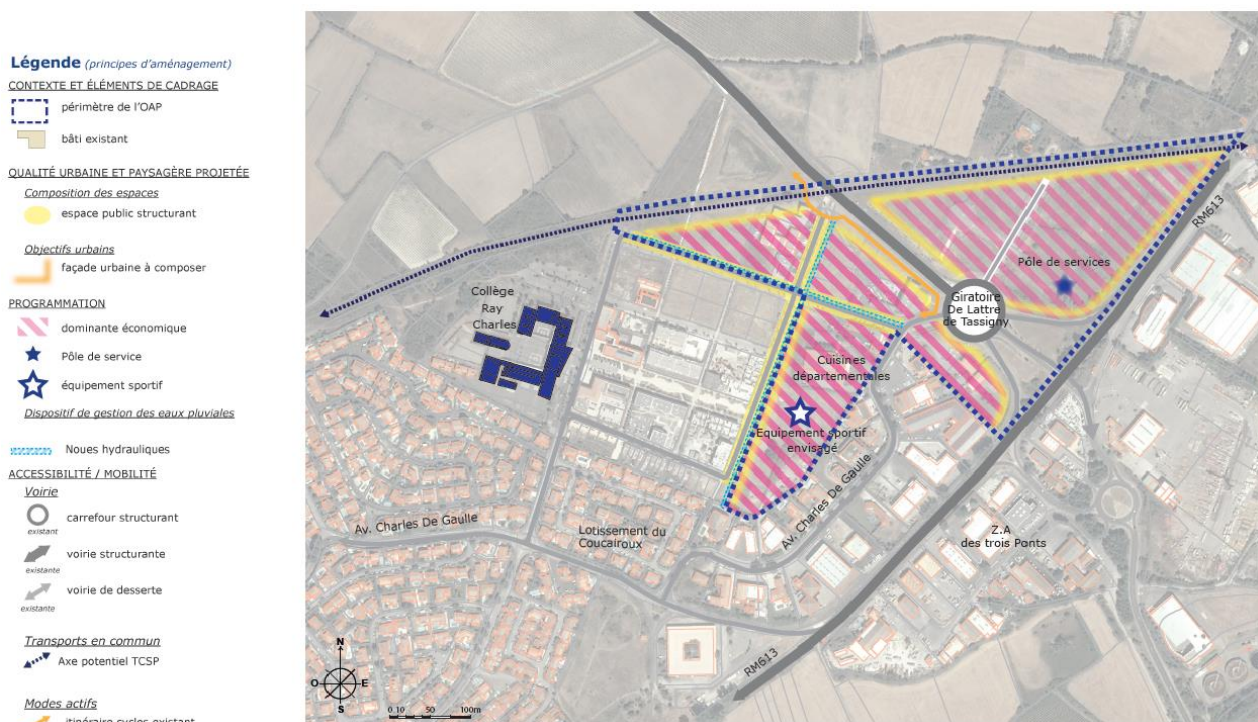 Légende (principes d'aménagement)
CONTEXTE ET ÉLÉMENTS DE CADRAGE
périmètre de l'OAP
bâti existant
QUALITÉ URBAINE ET PAYSAGÈRE PROJETÉE
Composition des espaces
espace public structurant
Objectifs urbains
façade urbaine à composer
PROGRAMMATION
dominante économique
Pôle de service
équipement sportif
Dispositif de gestion des eaux pluviales
Noues hydrauliques
ACCESSIBILITÉ / MOBILITÉ
Voirie
carrefour structurant
existant
voirie structurante
existante
voirie de desserte
existante
Transports en commun
Axe potentiel TCSP
Modes actifs
itinéraire cycles existant
RM613
Pôle de services
Collège
Ray
Charles
Giratoire
De Lattre
de Tassigny
Cuisines
départementales
Equipement sportif
envisagé
Av. Charles De Gaulle
Av. Charles De Gaulle
Lotissement du
Coucairoux
Z.A
des trois Ponts
RM613
N
O
E
S
0 10 50 100m